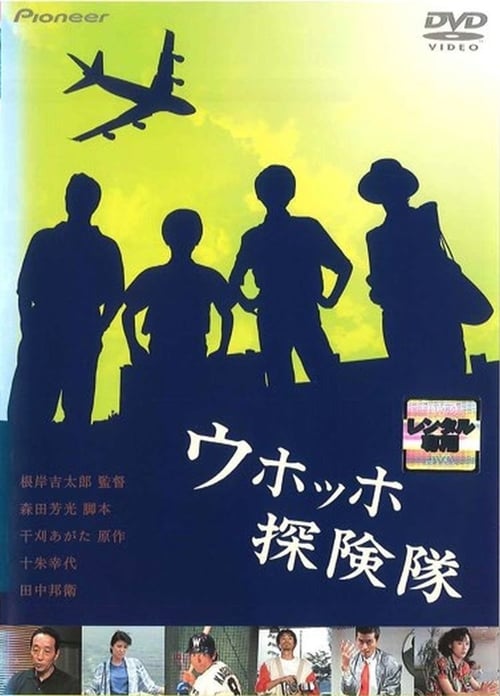 Pioneer
DVD
VIDEO
レンタル
専用
ウホッホ
探険隊
根岸吉太郎 監督
森田芳光 脚本
干刈あがた 原作
十朱幸代
田中邦衛
8